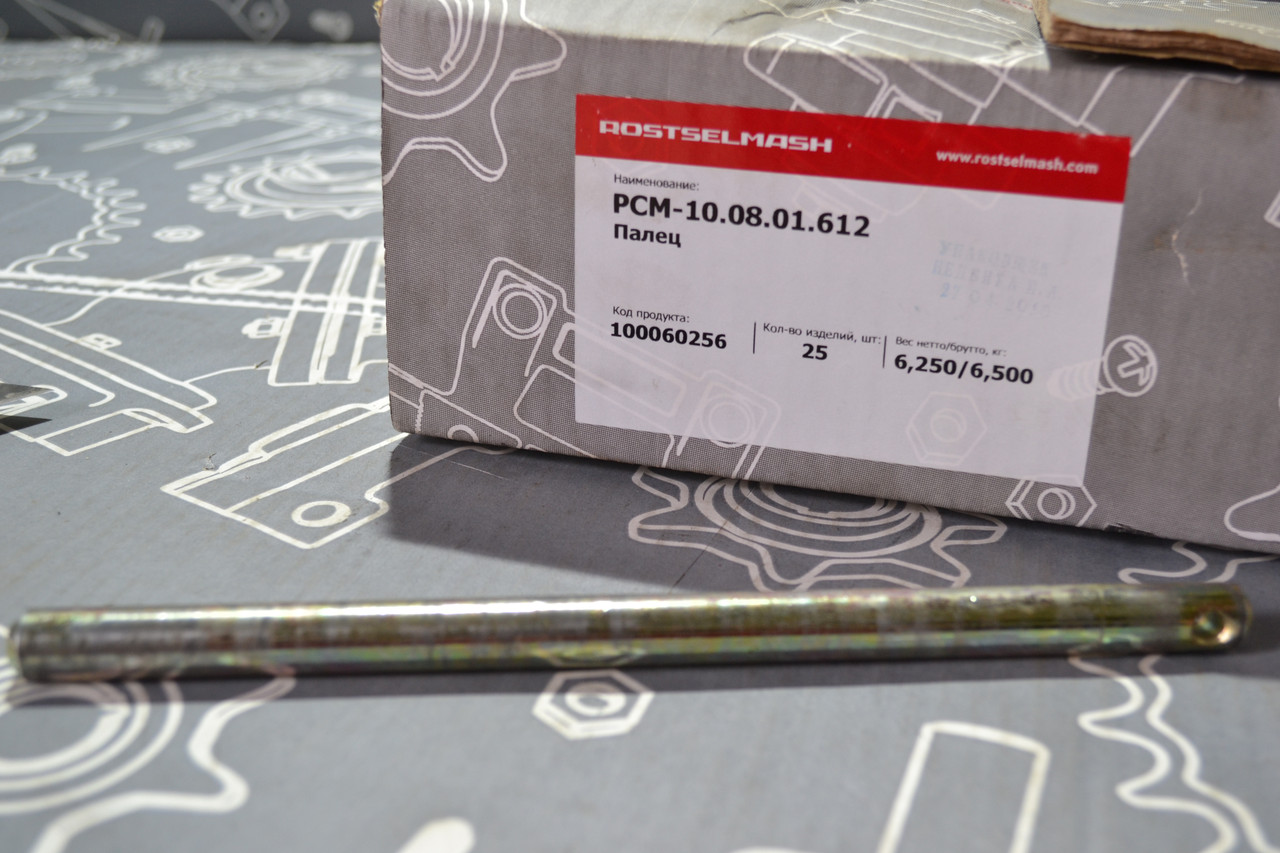 ROSTSELMASH
www.rostselmash.com
Наименование:
РСМ-10.08.01.612
Палец
Код продукта:
100060256
Кол-во изделий, шт:
25
Вес нетто/брутто, кг:
6,250/6,500